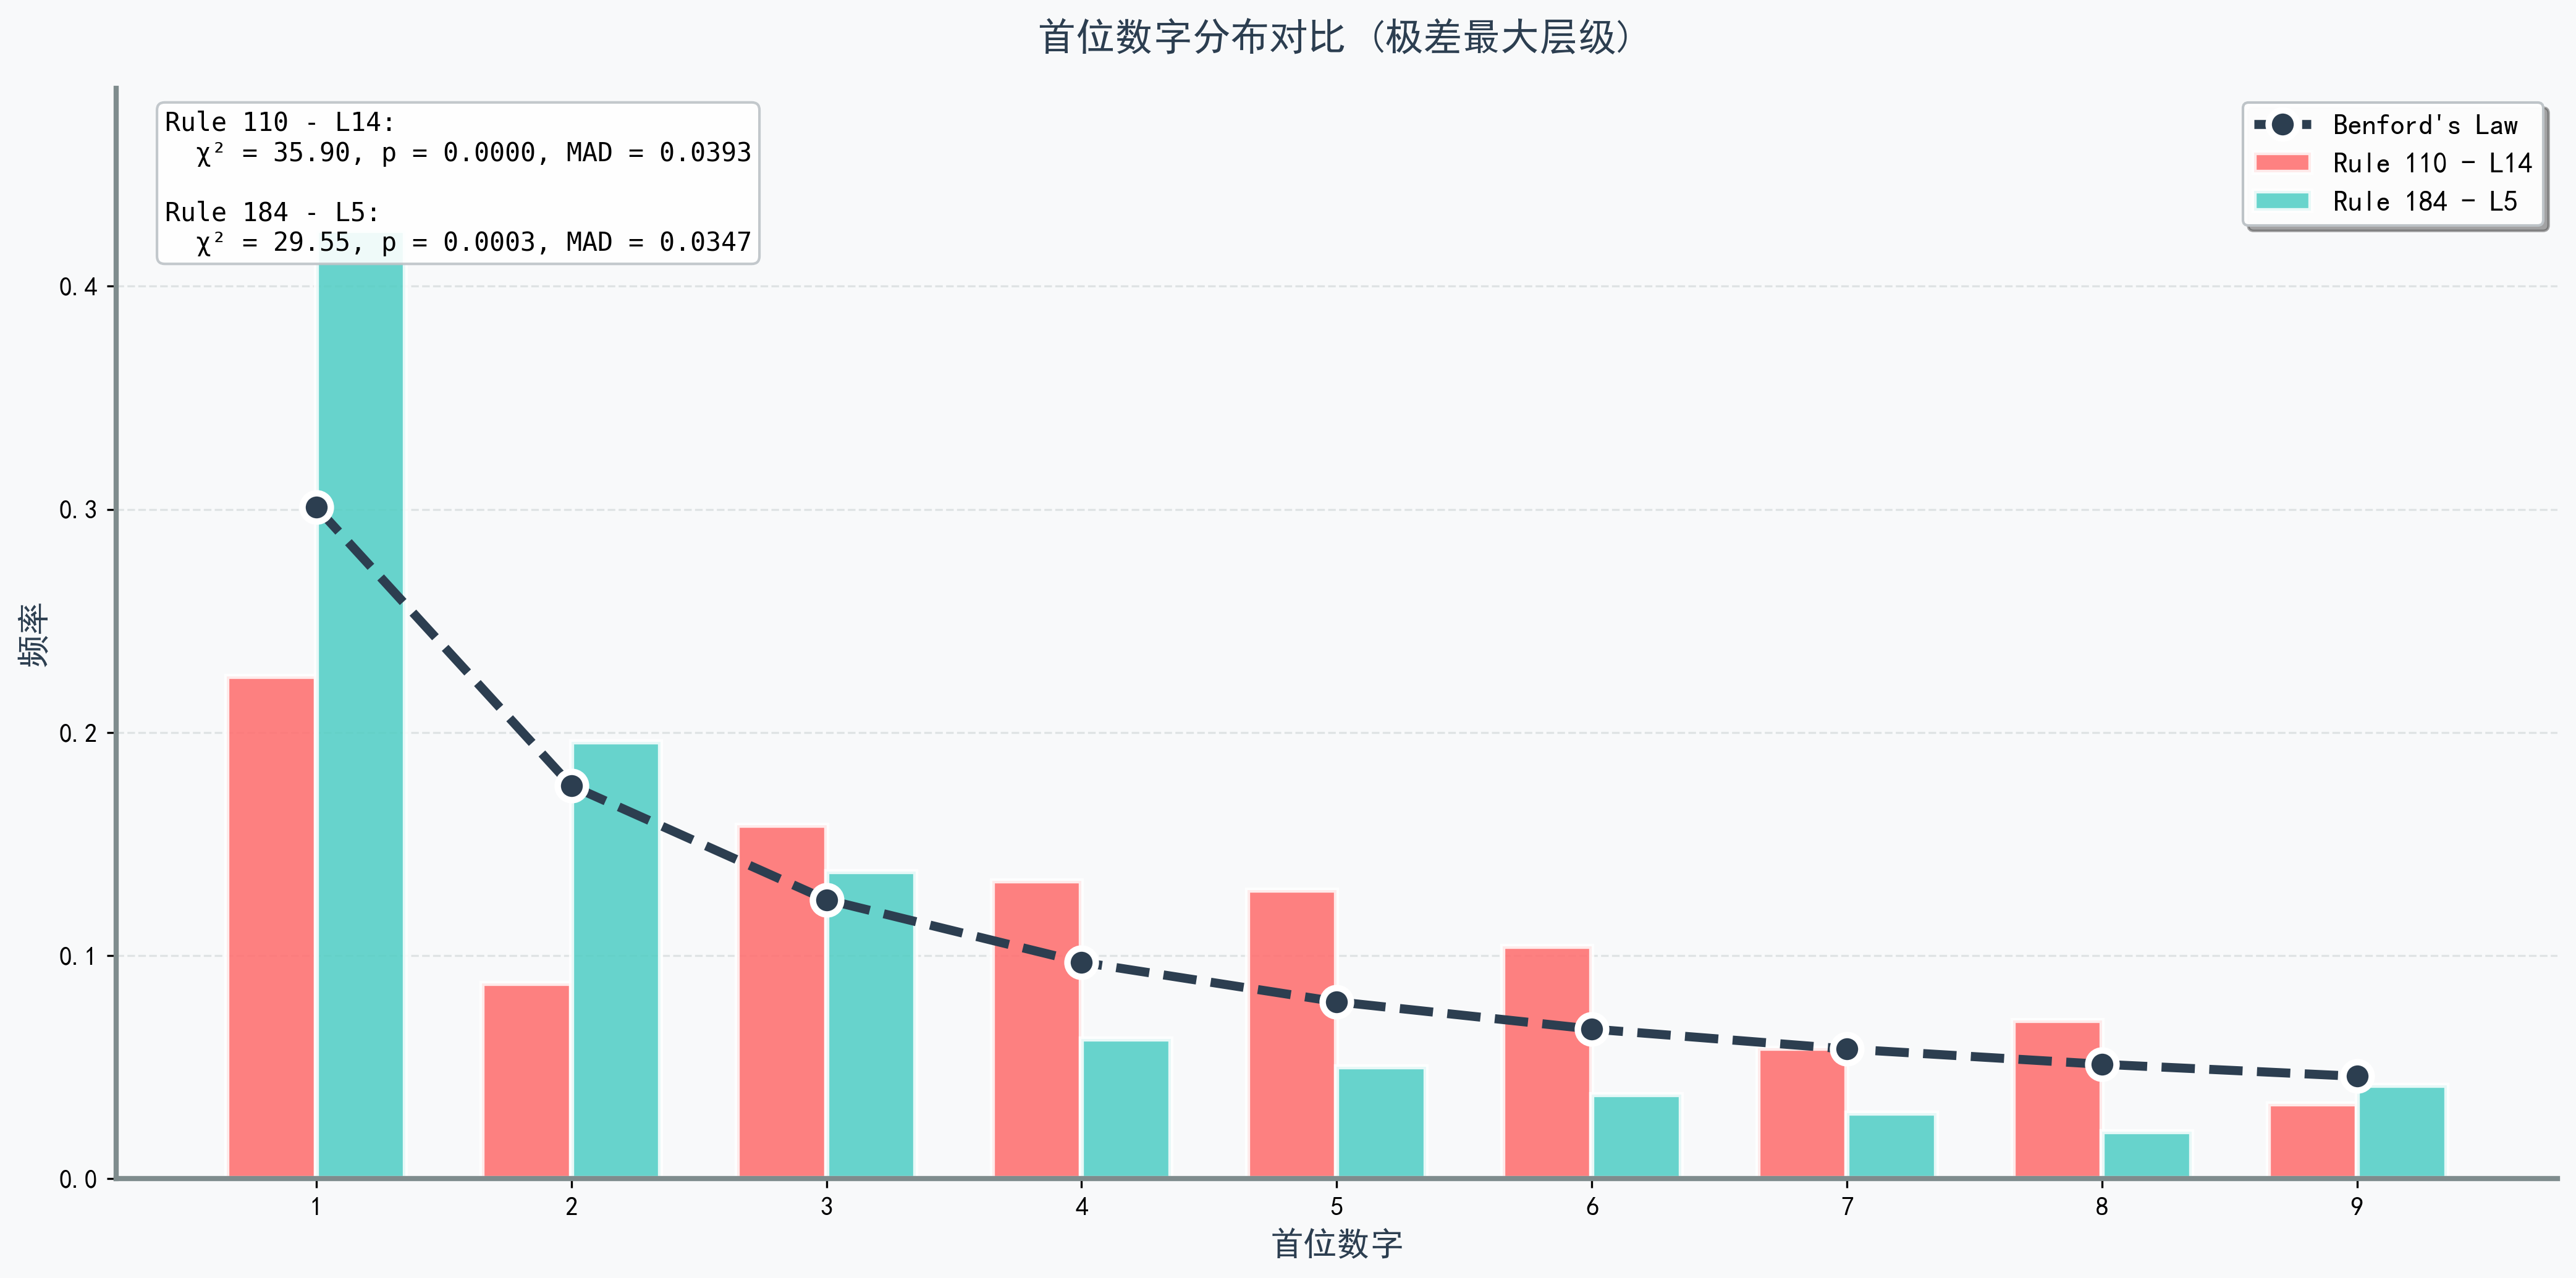 首位数字分布对比 (极差最大层级)
Rule 110 - L14:
χ² = 35.90, p = 0.0000, MAD = 0.0393
Rule 184 - L5:
χ² = 29.55, p = 0.0003, MAD = 0.0347
Benford's Law
Rule 110 - L14
Rule 184 - L5
频率
0.4
0.3
0.2
0.1
0.0
1 2 3 4 5 6 7 8 9
首位数字